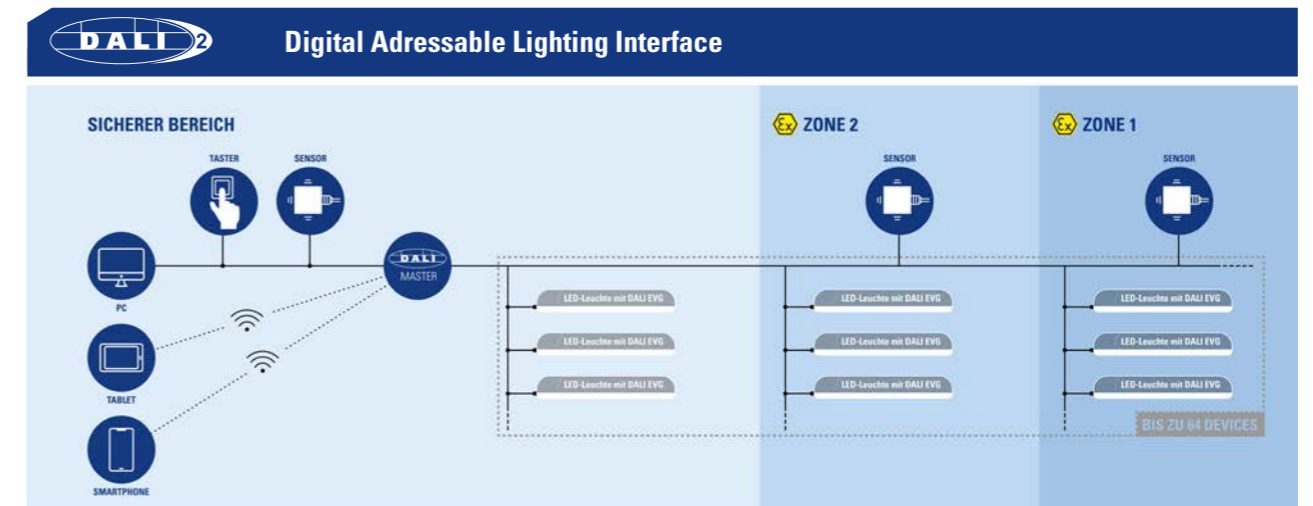 DALI 2
Digital Adressable Lighting Interface
SICHERER BEREICH
Ex ZONE 2
Ex ZONE 1
TASTER
SENSOR
SENSOR
SENSOR
DALI
MASTER
PC
LED-Leuchte mit DALI EVG
LED-Leuchte mit DALI EVG
LED-Leuchte mit DALI EVG
LED-Leuchte mit DALI EVG
LED-Leuchte mit DALI EVG
LED-Leuchte mit DALI EVG
LED-Leuchte mit DALI EVG
LED-Leuchte mit DALI EVG
LED-Leuchte mit DALI EVG
TABLET
BIS ZU 64 DEVICES
SMARTPHONE